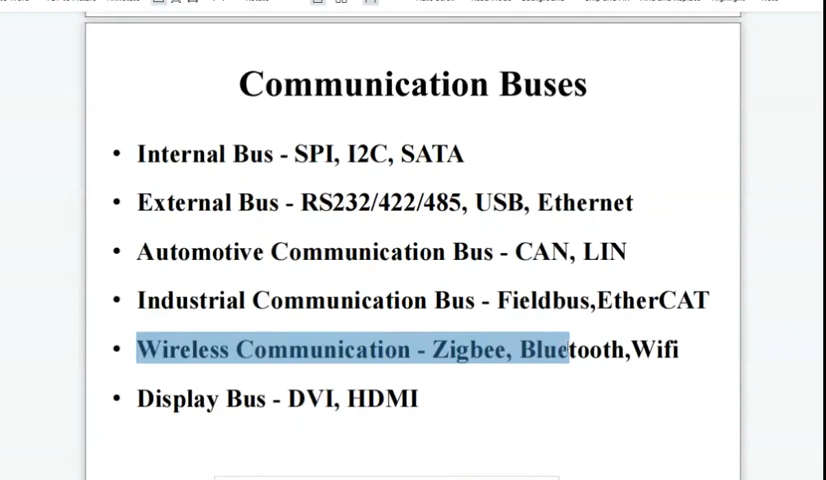 Communication Buses
• Internal Bus - SPI, I2C, SATA
• External Bus - RS232/422/485, USB, Ethernet
• Automotive Communication Bus - CAN, LIN
• Industrial Communication Bus - Fieldbus,EtherCAT
• Wireless Communication - Zigbee, Bluetooth,Wifi
• Display Bus - DVI, HDMI